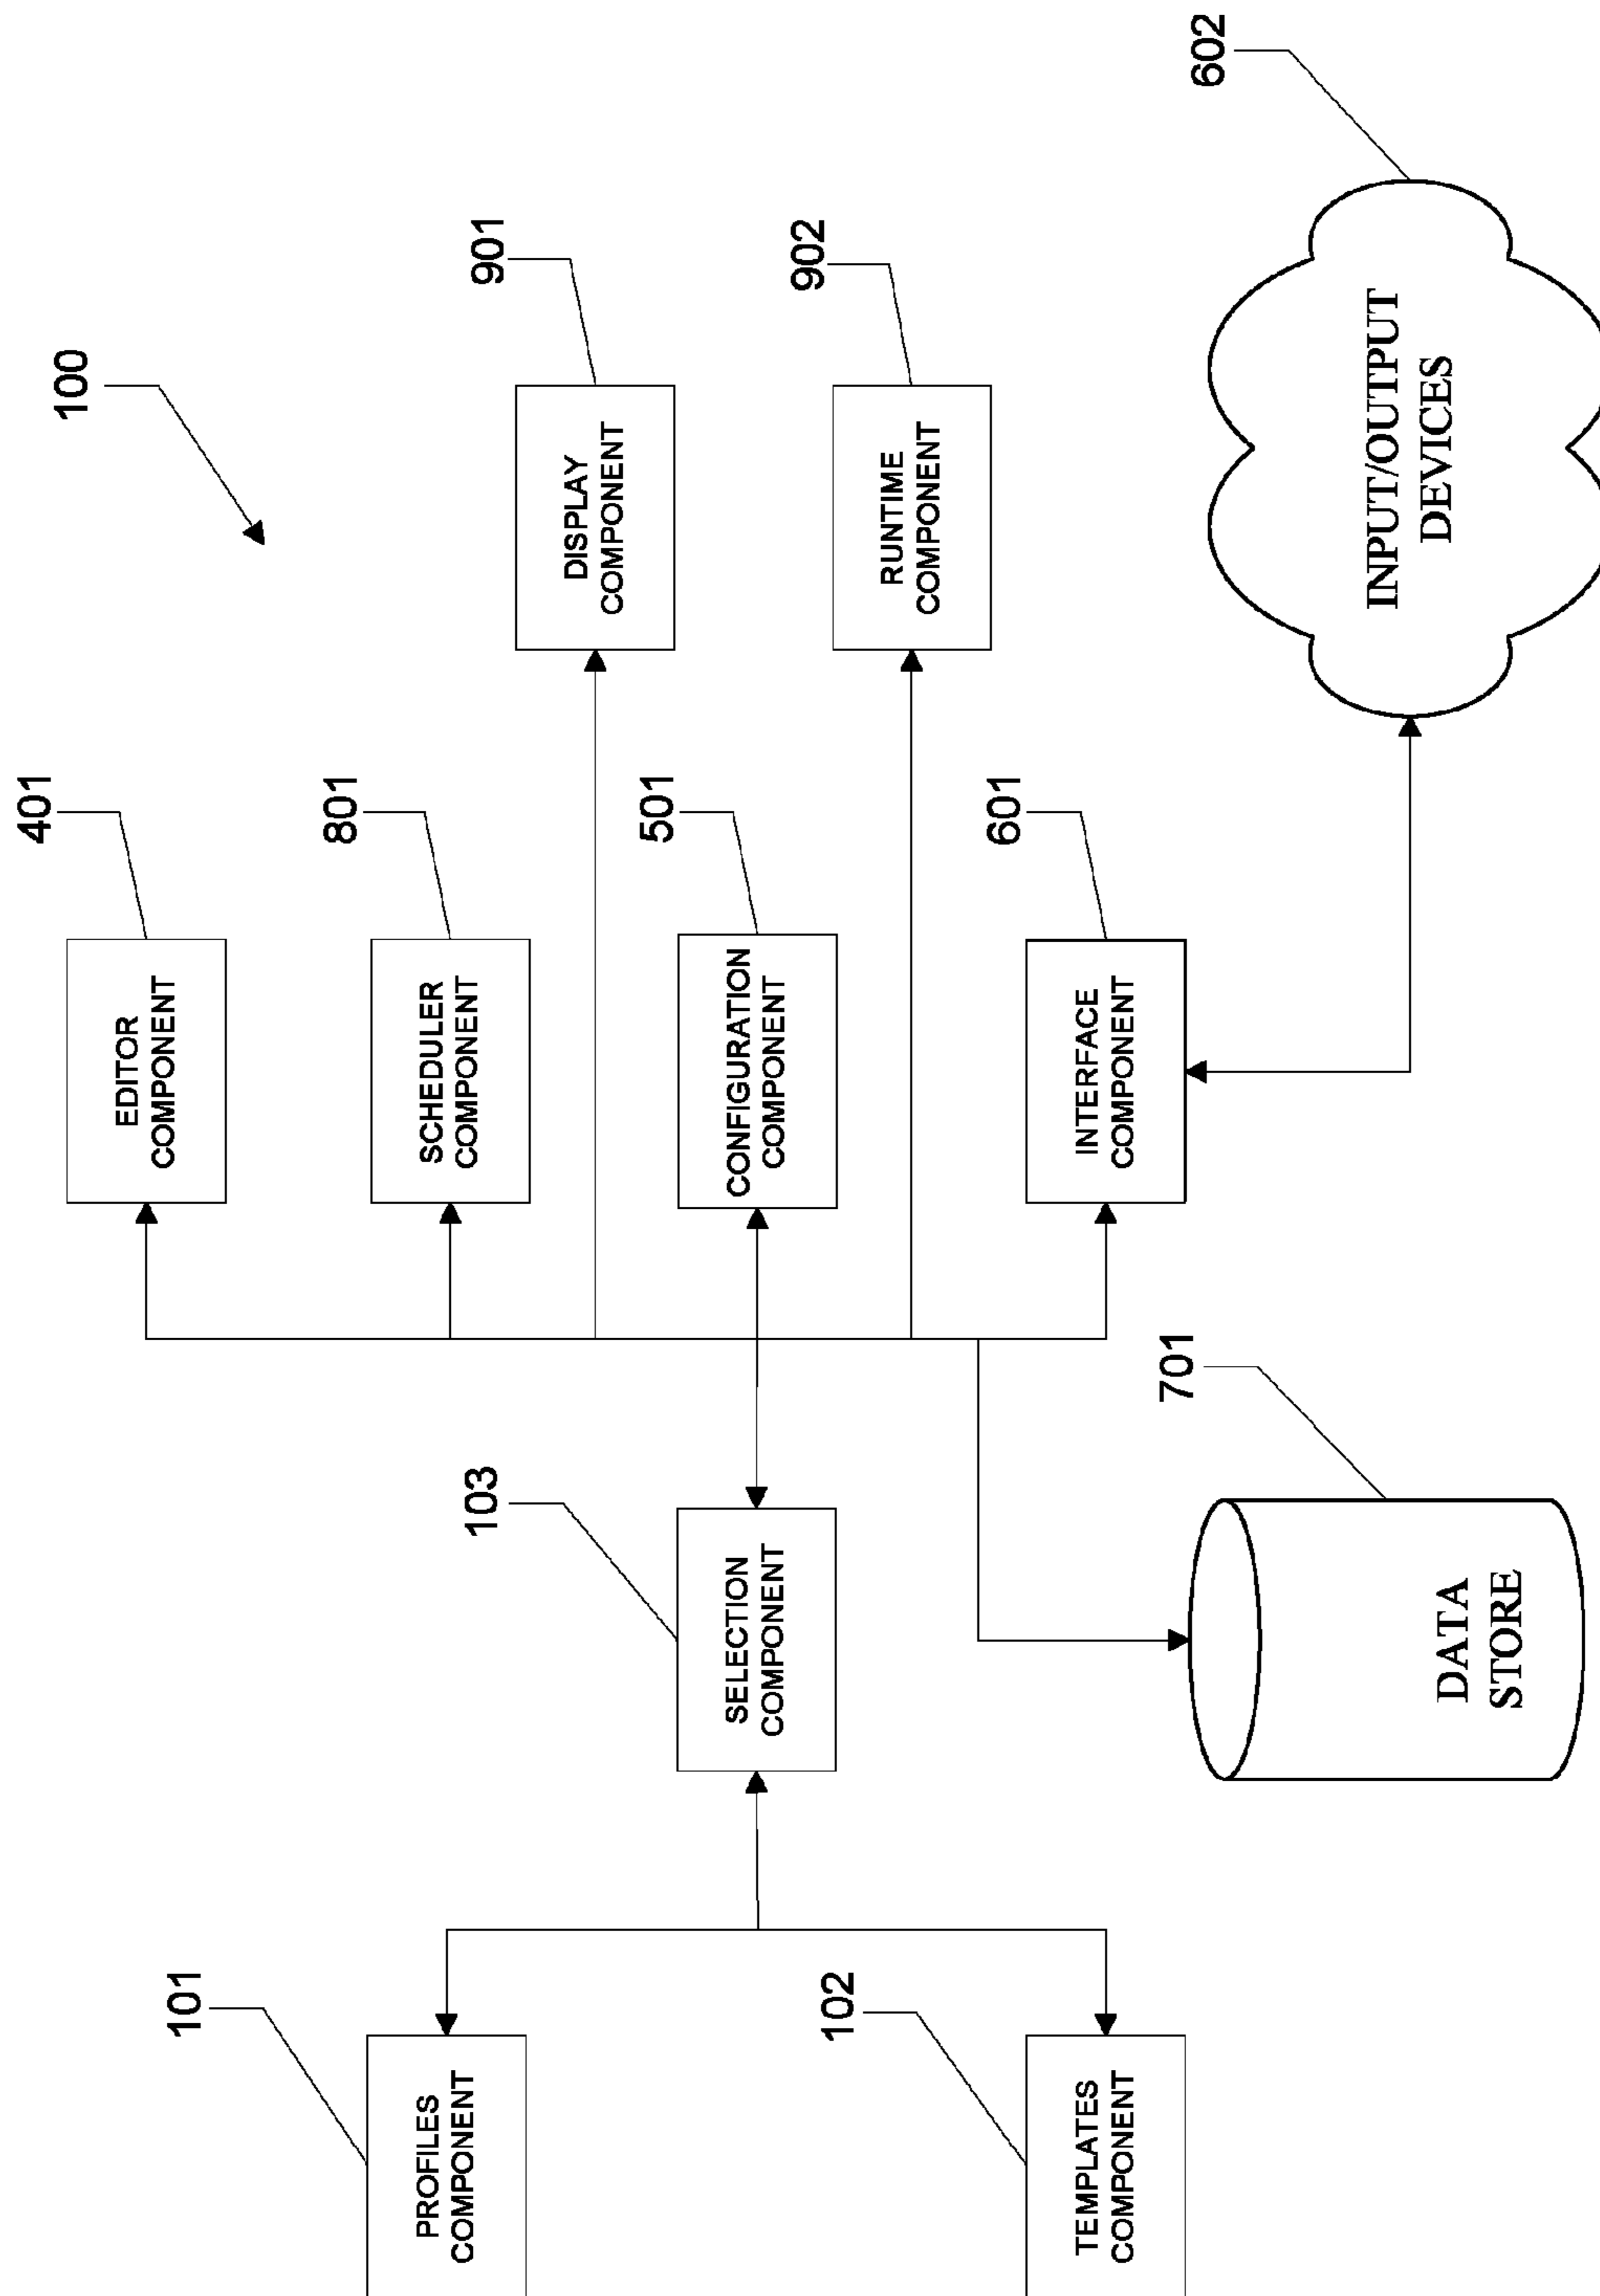 100
401
EDITOR
COMPONENT
801
SCHEDULER
COMPONENT
901
DISPLAY
COMPONENT
101
PROFILES
COMPONENT
103
SELECTION
COMPONENT
501
CONFIGURATION
COMPONENT
902
RUNTIME
COMPONENT
102
TEMPLATES
COMPONENT
601
INTERFACE
COMPONENT
701
DATA
STORE
602
INPUT/OUTPUT
DEVICES